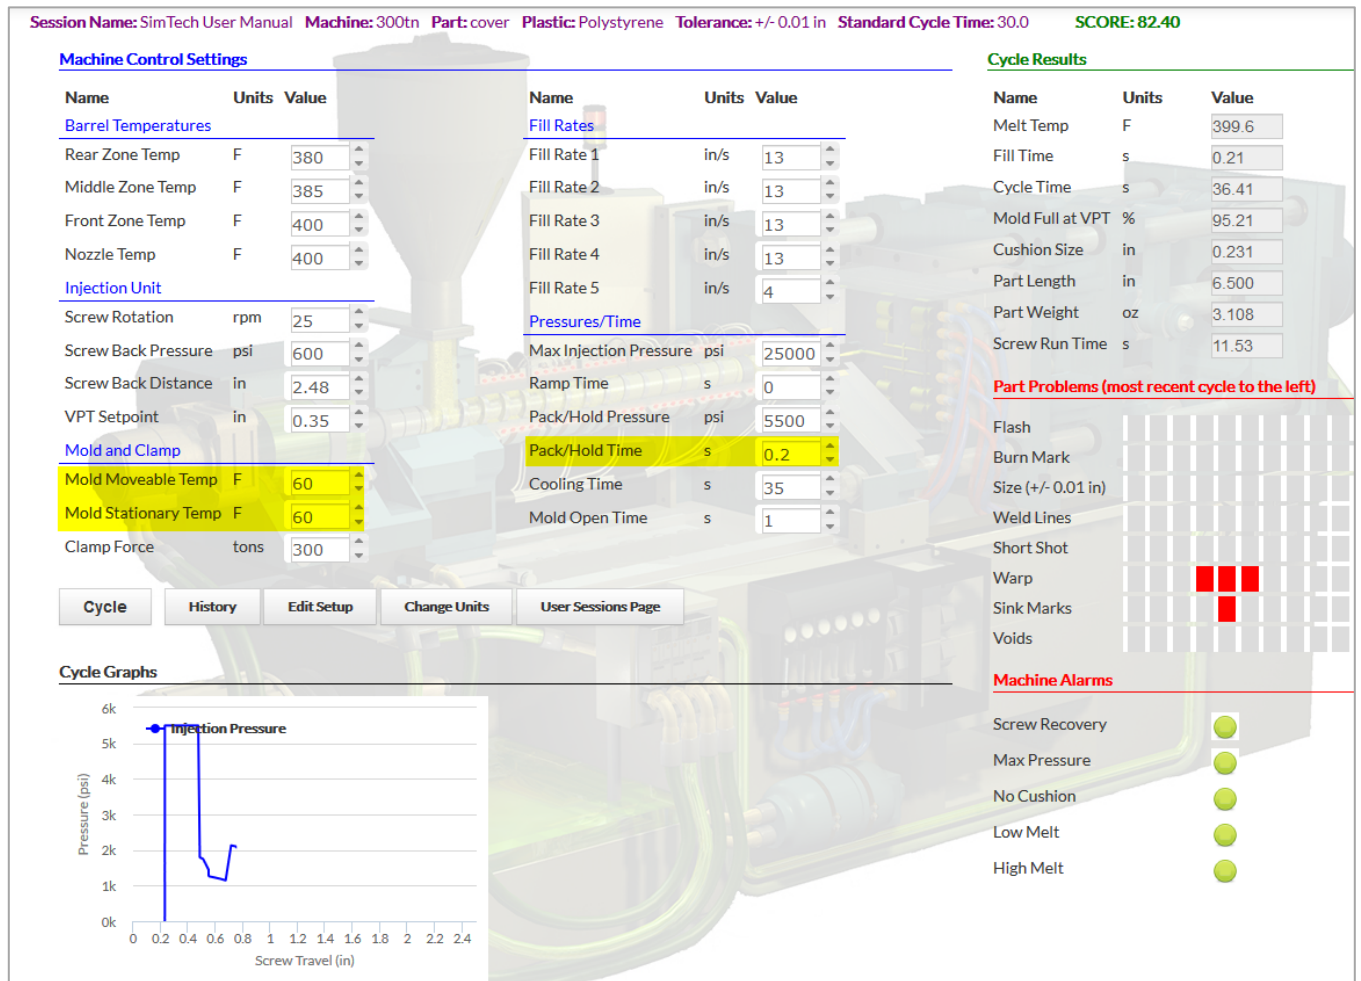 Session Name: SimTech User Manual Machine: 300tn Part: cover Plastic: Polystyrene Tolerance: +/- 0.01 in Standard Cycle Time: 30.0 SCORE: 82.40
Machine Control Settings
Name Units Value
Barrel Temperatures
Rear Zone Temp F 380
Middle Zone Temp F 385
Front Zone Temp F 400
Nozzle Temp F 400
Injection Unit
Screw Rotation rpm 25
Screw Back Pressure psi 600
Screw Back Distance in 2.48
VPT Setpoint in 0.35
Mold and Clamp
Mold Moveable Temp F 60
Mold Stationary Temp F 60
Clamp Force tons 300
Name Units Value
Fill Rates
Fill Rate 1 in/s 13
Fill Rate 2 in/s 13
Fill Rate 3 in/s 13
Fill Rate 4 in/s 13
Fill Rate 5 in/s 4
Pressures/Time
Max Injection Pressure psi 25000
Ramp Time s 0
Pack/Hold Pressure psi 5500
Pack/Hold Time s 0.2
Cooling Time s 35
Mold Open Time s 1
Cycle History Edit Setup Change Units User Sessions Page
Cycle Graphs
Injection Pressure
6k
5k
4k
3k
2k
1k
0k
Pressure (psi)
0 0.2 0.4 0.6 0.8 1 1.2 1.4 1.6 1.8 2 2.2 2.4
Screw Travel (in)
Cycle Results
Name Units Value
Melt Temp F 399.6
Fill Time s 0.21
Cycle Time s 36.41
Mold Full at VPT % 95.21
Cushion Size in 0.231
Part Length in 6.500
Part Weight oz 3.108
Screw Run Time s 11.53
Part Problems (most recent cycle to the left)
Flash
Burn Mark
Size (+/- 0.01 in)
Weld Lines
Short Shot
Warp
Sink Marks
Voids
Machine Alarms
Screw Recovery
Max Pressure
No Cushion
Low Melt
High Melt